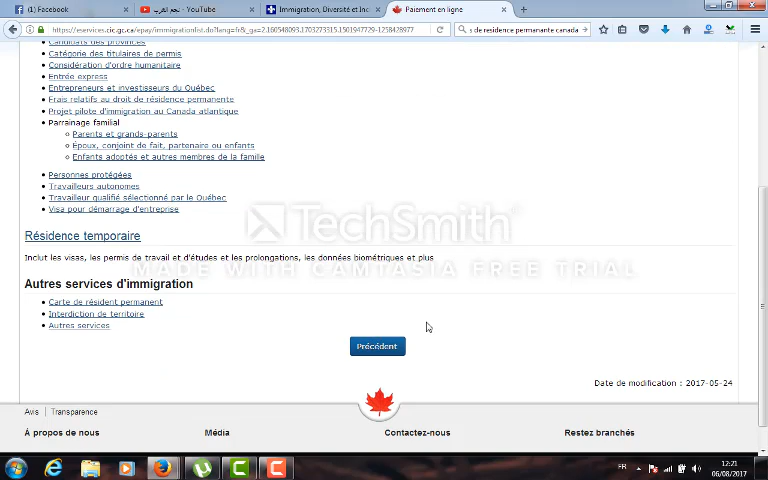 (1) Facebook
نجم الغرب - YouTube
Immigration, Diversité et Inc
Paiement en ligne
https://eservices.cic.gc.ca/epay/immigrationlist.do?lang=fr&_ga=2.160548093.1703273315.1501947729-1258428977
s de residence permanante canada
Candidats des provinces
Catégorie des titulaires de permis
Considération d'ordre humanitaire
Entrée express
Entrepreneurs et investisseurs du Québec
Frais relatifs au droit de résidence permanente
Projet pilote d'immigration au Canada atlantique
Parrainage familial
Parents et grands-parents
Époux, conjoint de fait, partenaire ou enfants
Enfants adoptés et autres membres de la famille
Personnes protégées
Travailleurs autonomes
Travailleur qualifié sélectionné par le Québec
Visa pour démarrage d'entreprise
TechSmith
Résidence temporaire
Inclut les visas, les permis de travail et d'études et les prolongations, les données biométriques et plus
MADE WITH CAMTASIA FREE TRIAL
Autres services d'immigration
Carte de résident permanent
Interdiction de territoire
Autres services
Précédent
Date de modification : 2017-05-24
Avis Transparence
À propos de nous Média Contactez-nous Restez branchés
FR
12:21
06/08/2017